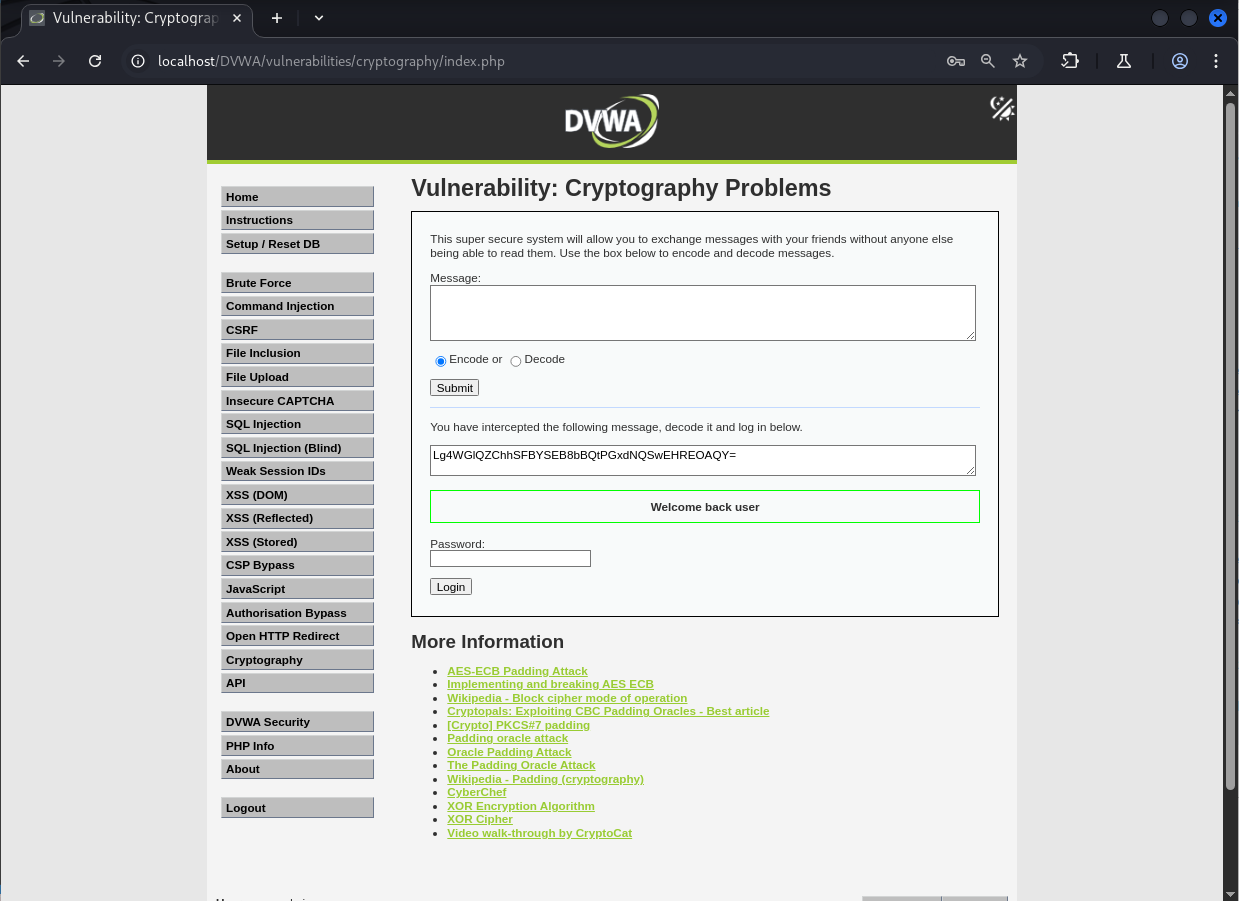 Vulnerability: Cryptograp
localhost/DVWA/vulnerabilities/cryptography/index.php
DVWA
Home
Instructions
Setup / Reset DB
Brute Force
Command Injection
CSRF
File Inclusion
File Upload
Insecure CAPTCHA
SQL Injection
SQL Injection (Blind)
Weak Session IDs
XSS (DOM)
XSS (Reflected)
XSS (Stored)
CSP Bypass
JavaScript
Authorisation Bypass
Open HTTP Redirect
Cryptography
API
DVWA Security
PHP Info
About
Logout
Vulnerability: Cryptography Problems
This super secure system will allow you to exchange messages with your friends without anyone else
being able to read them. Use the box below to encode and decode messages.
Message:
Encode or Decode
Submit
You have intercepted the following message, decode it and log in below.
Lg4WGlQZChhSFBYSEB8bBQtPGxdNQSwEHREOAQY=
Welcome back user
Password:
Login
More Information
AES-ECB Padding Attack
Implementing and breaking AES ECB
Wikipedia - Block cipher mode of operation
Cryptopals: Exploiting CBC Padding Oracles - Best article
[Crypto] PKCS#7 padding
Padding oracle attack
Oracle Padding Attack
The Padding Oracle Attack
Wikipedia - Padding (cryptography)
CyberChef
XOR Encryption Algorithm
XOR Cipher
Video walk-through by CryptoCat